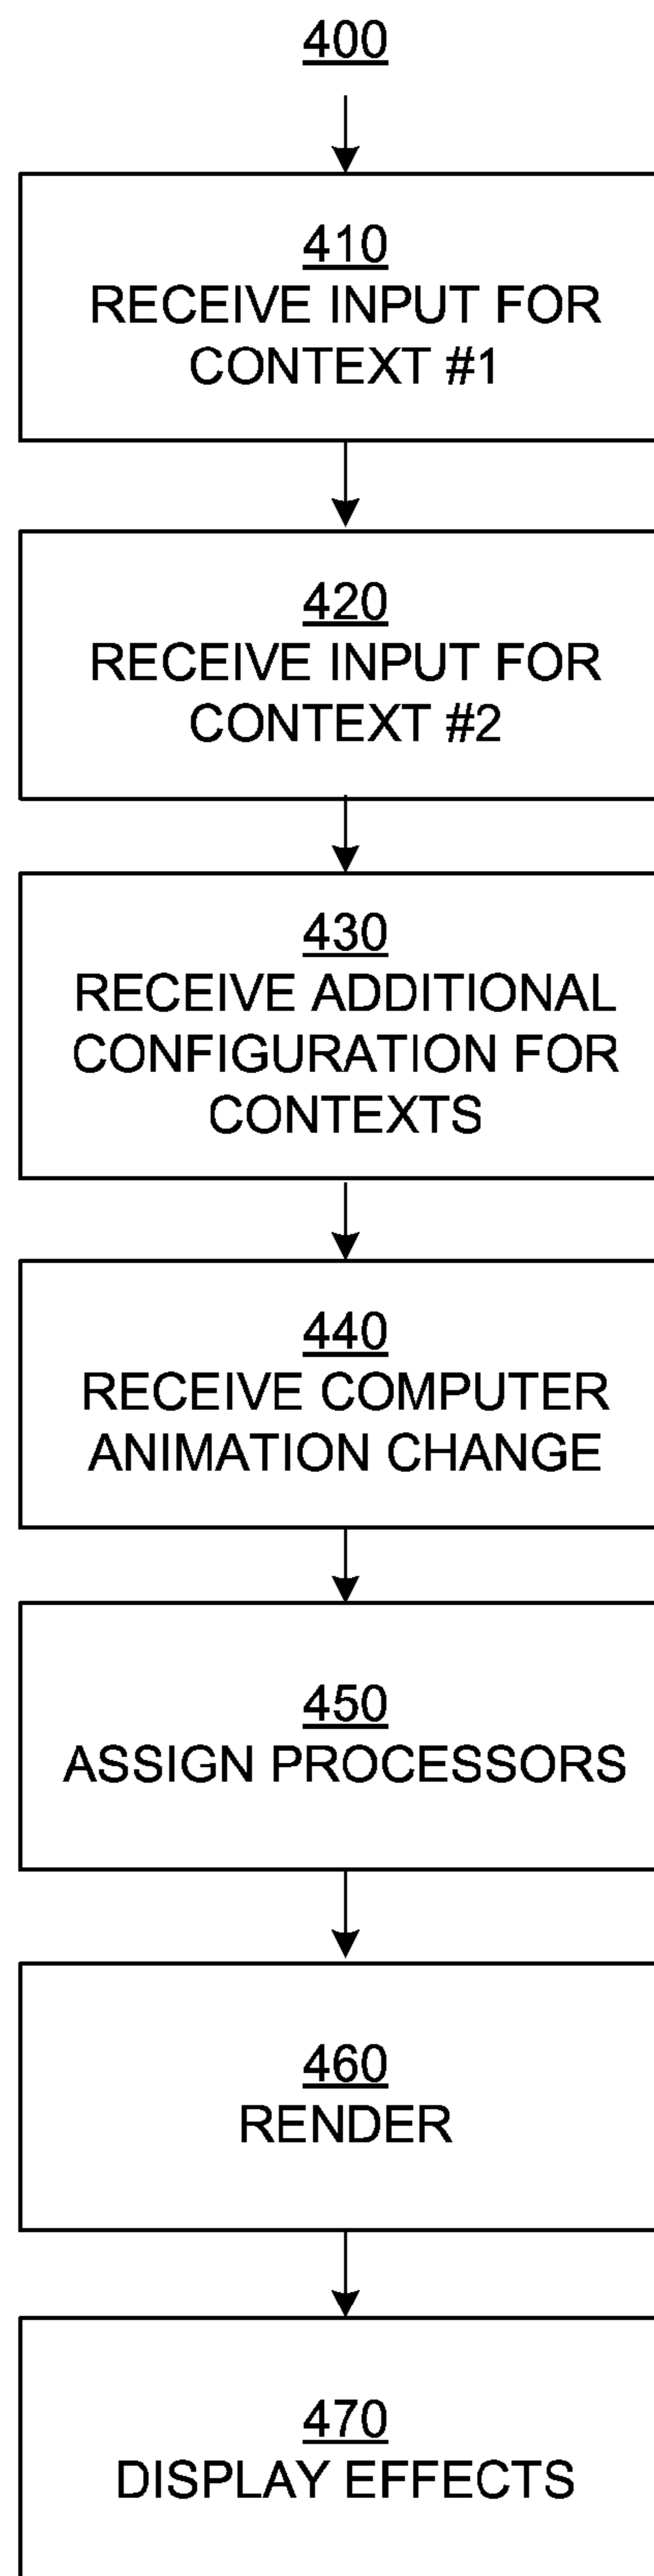 400
410
RECEIVE INPUT FOR
CONTEXT #1
420
RECEIVE INPUT FOR
CONTEXT #2
430
RECEIVE ADDITIONAL
CONFIGURATION FOR
CONTEXTS
440
RECEIVE COMPUTER
ANIMATION CHANGE
450
ASSIGN PROCESSORS
460
RENDER
470
DISPLAY EFFECTS